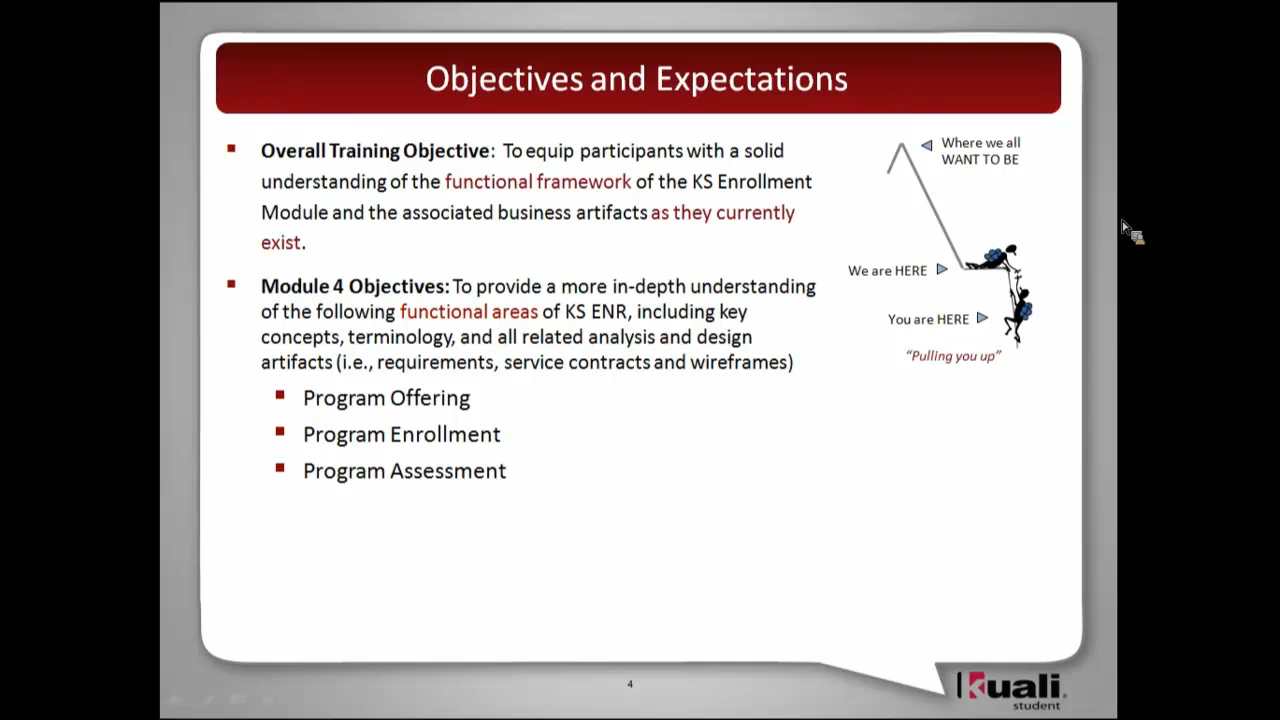 Objectives and Expectations
Overall Training Objective: To equip participants with a solid
understanding of the functional framework of the KS Enrollment
Module and the associated business artifacts as they currently
exist.
Module 4 Objectives: To provide a more in-depth understanding
of the following functional areas of KS ENR, including key
concepts, terminology, and all related analysis and design
artifacts (i.e., requirements, service contracts and wireframes)
Program Offering
Program Enrollment
Program Assessment
Where we all
WANT TO BE
We are HERE
You are HERE
“Pulling you up”
4
kuali
student